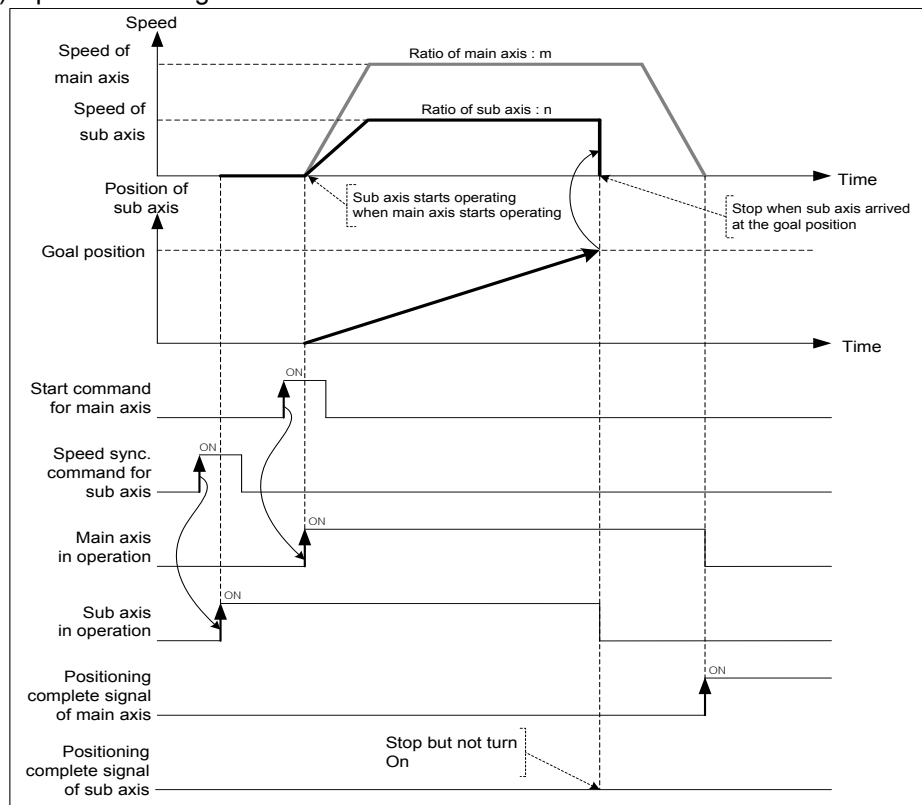 Speed
Speed of
main axis
Ratio of main axis : m
Speed of
sub axis
Ratio of sub axis : n
Time
Position of
sub axis
Sub axis starts operating
when main axis starts operating
Stop when sub axis arrived
at the goal position
Goal position
Time
ON
Start command
for main axis
ON
Speed sync.
command for
sub axis
ON
Main axis
in operation
ON
Sub axis
in operation
ON
Positioning
complete signal
of main axis
Stop but not turn
On
Positioning
complete signal
of sub axis